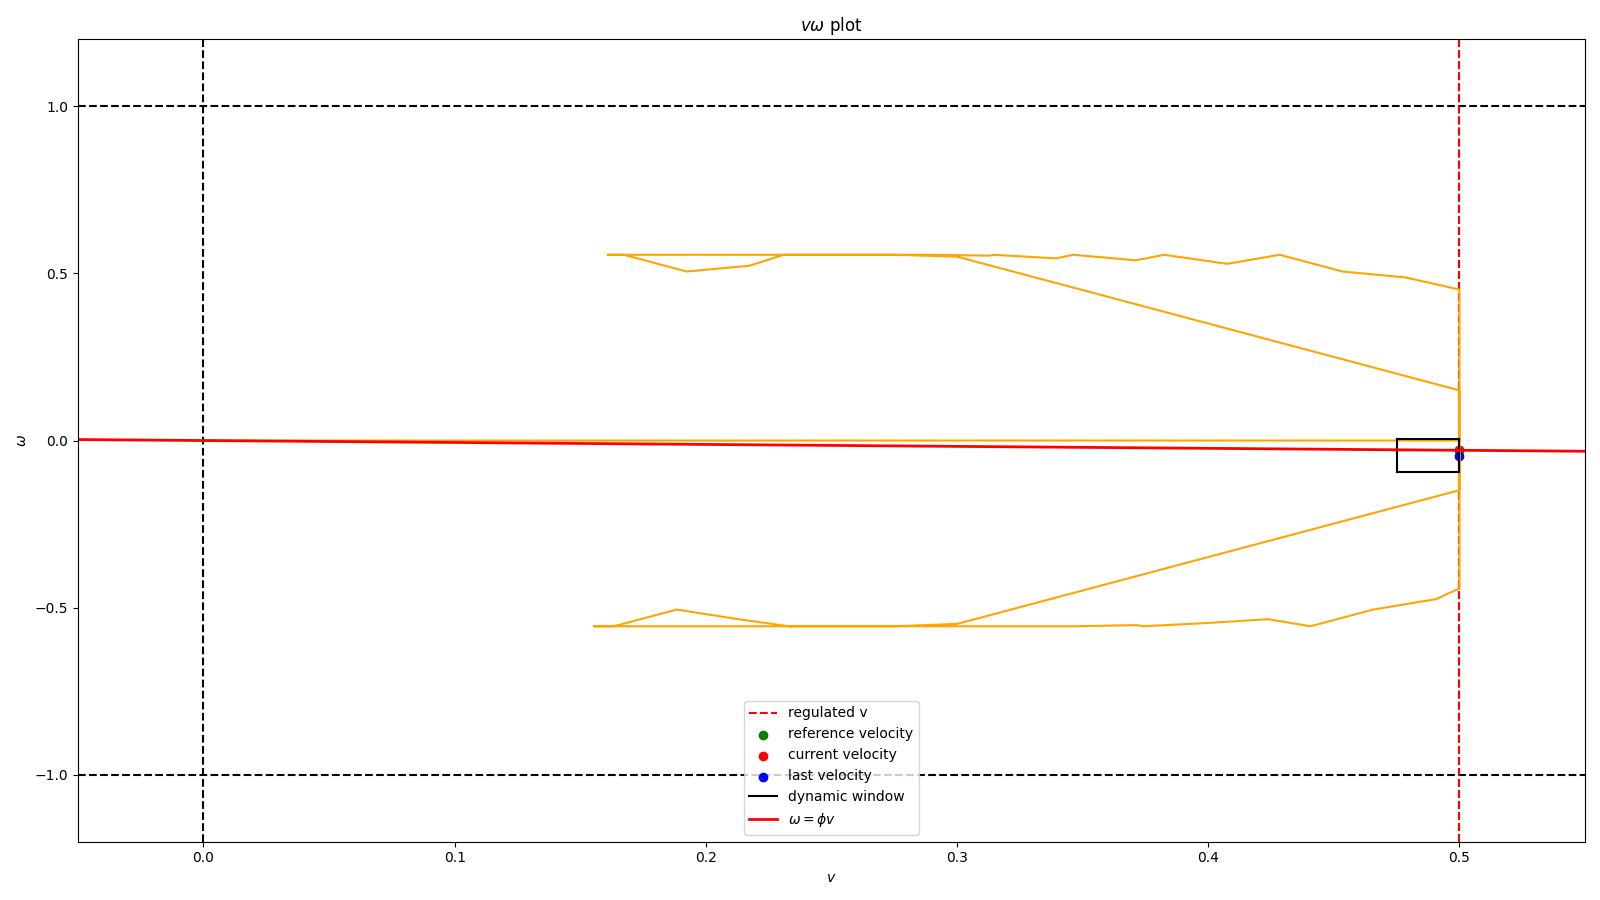 vω plot
1.0
0.5
0.0
−0.5
−1.0
ω
0.0
0.1
0.2
0.3
0.4
0.5
v
regulated v
reference velocity
current velocity
last velocity
dynamic window
ω = ϕv